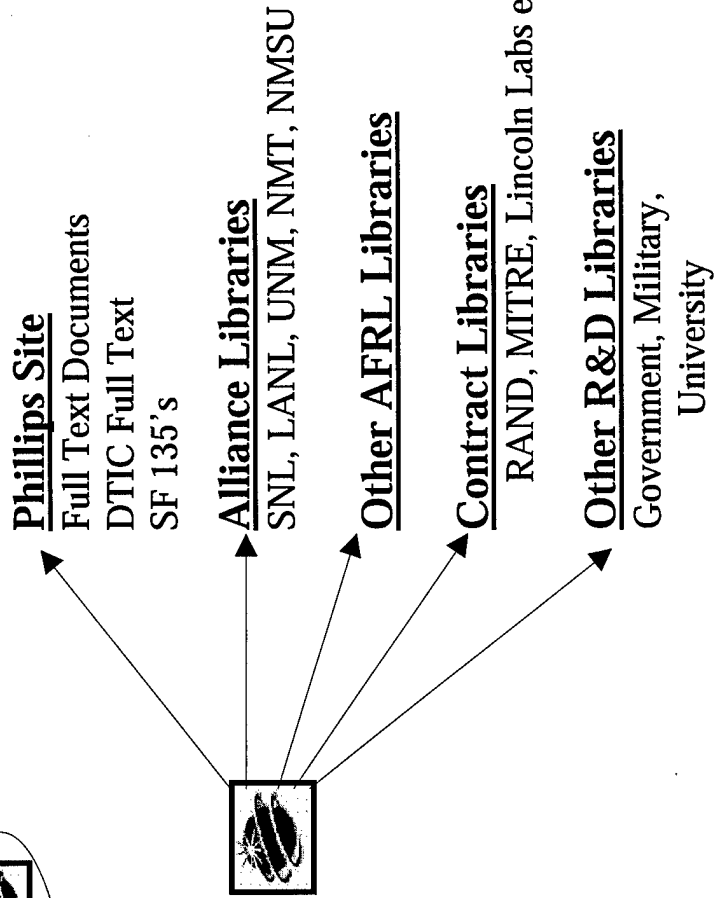 Phillips Site
Full Text Documents
DTIC Full Text
SF 135's
Alliance Libraries
SNL, LANL, UNM, NMT, NMSU
Other AFRL Libraries
Contract Libraries
RAND, MITRE, Lincoln Labs e
Other R&D Libraries
Government, Military,
University